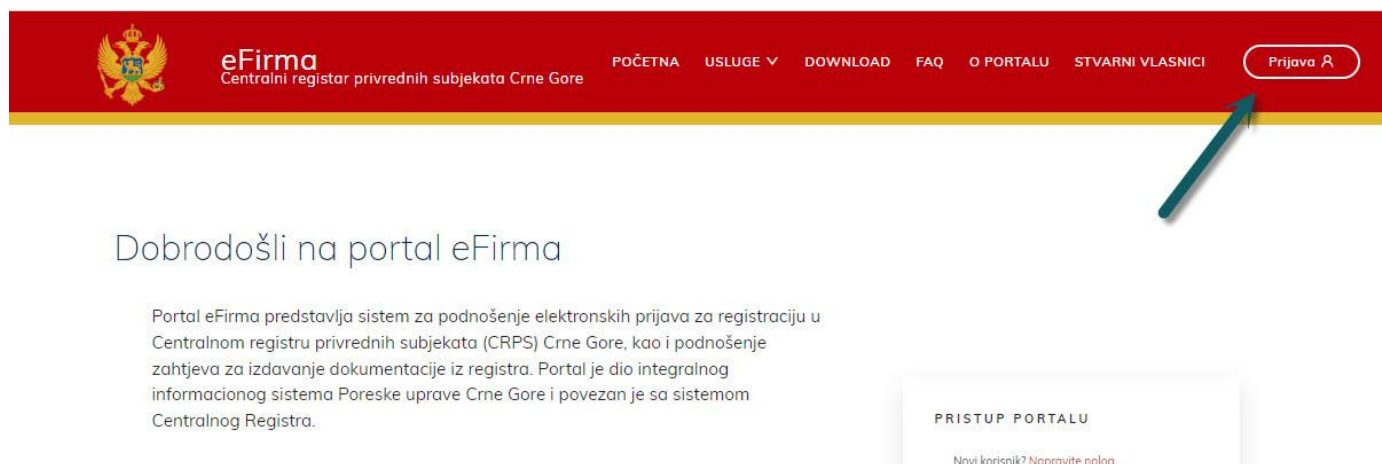 eFirma
Centralni registar privrednih subjekata Crne Gore
POČETNA USLUGE DOWNLOAD FAQ O PORTALU STVARNI VLASNICI Prijava
Dobrodošli na portal eFirma
Portal eFirma predstavlja sistem za podnošenje elektronskih prijava za registraciju u
Centralnom registru privrednih subjekata (CRPS) Crne Gore, kao i podnošenje
zahtjeva za izdavanje dokumentacije iz registra. Portal je dio integralnog
informacionog sistema Poreske uprave Crne Gore i povezan je sa sistemom
Centralnog Registra.
PRISTUP PORTALU
Novi korisnik? Napravite nalog